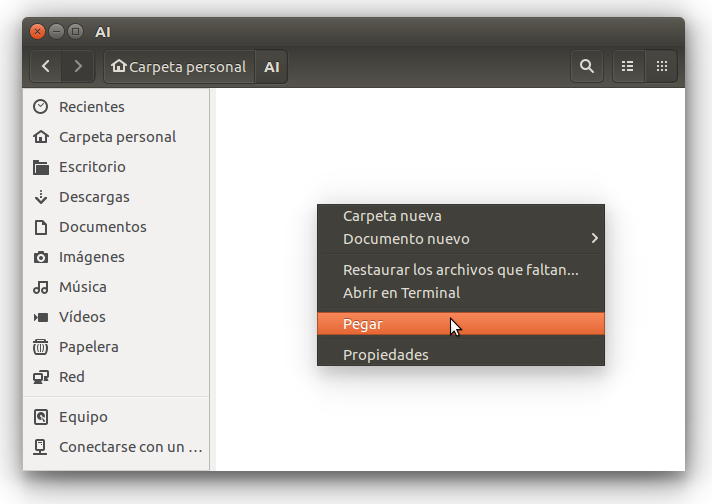 AI
Carpeta personal
AI
Recientes
Carpeta personal
Escritorio
Descargas
Documentos
Imágenes
Música
Vídeos
Papelera
Red
Equipo
Conectarse con un ...
Carpeta nueva
Documento nuevo
Restaurar los archivos que faltan...
Abrir en Terminal
Pegar
Propiedades